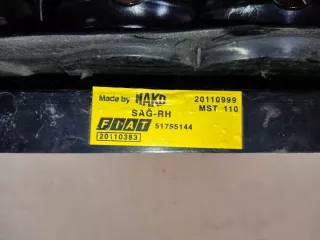 Made by NAKO 20110999
MST 110
SAĞ-RH
FIAT 51755144
20110383